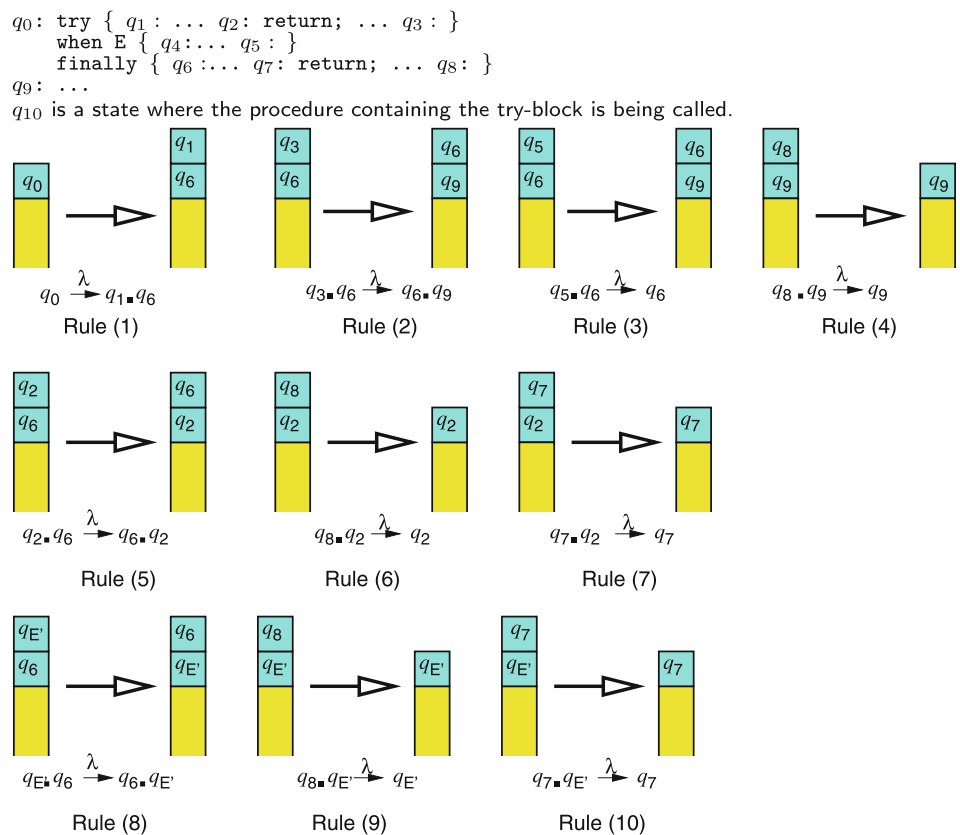 q0: try { q1 : ... q2: return; ... q3 : }
when E { q4:... q5 : }
finally { q6 :... q7: return; ... q8: }
q9: ...
q10 is a state where the procedure containing the try-block is being called.
q0 q1 q6
q3 q6 q6 q9
q5 q6 q6 q9
q8 q9 q9
q0 λ→ q1.q6
q3.q6 λ→ q6.q9
q5.q6 λ→ q6
q8.q9 λ→ q9
Rule (1)
Rule (2)
Rule (3)
Rule (4)
q2 q6 q6 q2
q8 q2 q2
q7 q2 q7
q2.q6 λ→ q6.q2
q8.q2 λ→ q2
q7.q2 λ→ q7
Rule (5)
Rule (6)
Rule (7)
qE' q6 q6 qE'
q8 qE' qE'
q7 qE' q7
qE'.q6 λ→ q6.qE'
q8.qE' λ→ qE'
q7.qE' λ→ q7
Rule (8)
Rule (9)
Rule (10)